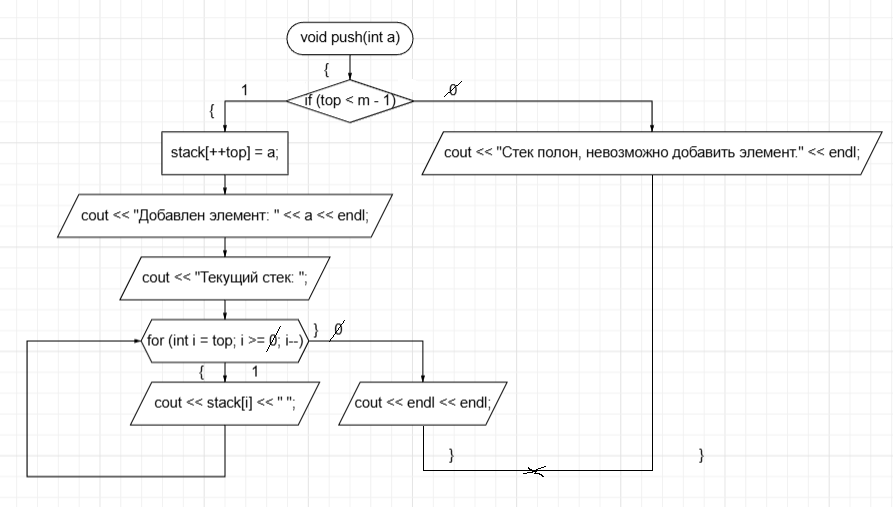 void push(int a)
{
1
if (top < m - 1)
0
{
stack[++top] = a;
cout << "Стек полон, невозможно добавить элемент." << endl;
cout << "Добавлен элемент: " << a << endl;
cout << "Текущий стек: ";
for (int i = top; i >= 0; i--)
}
0
{
1
cout << stack[i] << " ";
cout << endl << endl;
}
}